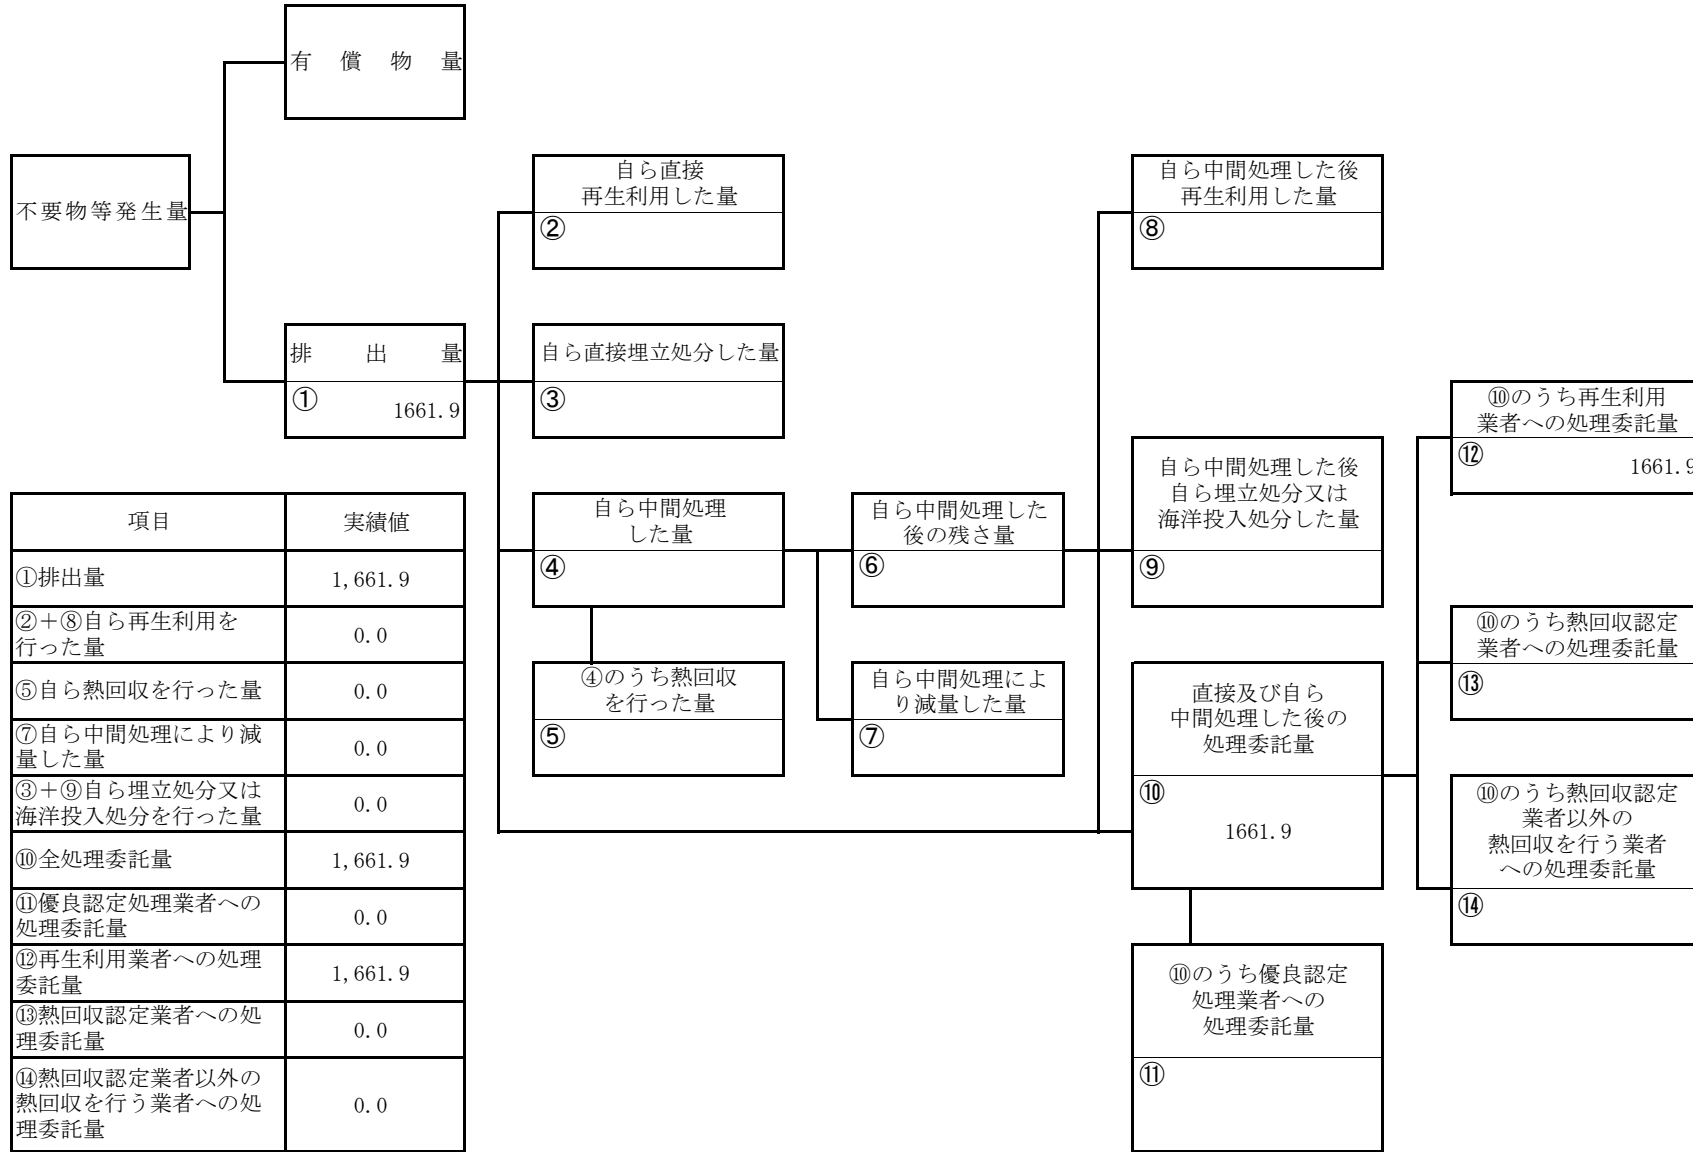 有償物量
不要物等発生量
自ら直接
再生利用した量
②
自ら中間処理した後
再生利用した量
⑧
排出量
①
1661.9
自ら直接埋立処分した量
③
⑩のうち再生利用
業者への処理委託量
⑫
1661.9
自ら中間処理した後
自ら埋立処分又は
海洋投入処分した量
⑨
自ら中間処理
した量
④
自ら中間処理した
後の残さ量
⑥
⑩のうち熱回収認定
業者への処理委託量
⑬
④のうち熱回収
を行った量
⑤
自ら中間処理によ
り減量した量
⑦
直接及び自ら
中間処理した後の
処理委託量
⑩
1661.9
⑩のうち熱回収認定
業者以外の
熱回収を行う業者
への処理委託量
⑭
⑩のうち優良認定
処理業者への
処理委託量
⑪
項目 実績値
①排出量 1,661.9
②+⑧自ら再生利用を
行った量 0.0
⑤自ら熱回収を行った量 0.0
⑦自ら中間処理により減
量した量 0.0
③+⑨自ら埋立処分又は
海洋投入処分を行った量 0.0
⑩全処理委託量 1,661.9
⑪優良認定処理業者への
処理委託量 0.0
⑫再生利用業者への処理
委託量 1,661.9
⑬熱回収認定業者への処
理委託量 0.0
⑭熱回収認定業者以外の
熱回収を行う業者への処
理委託量 0.0